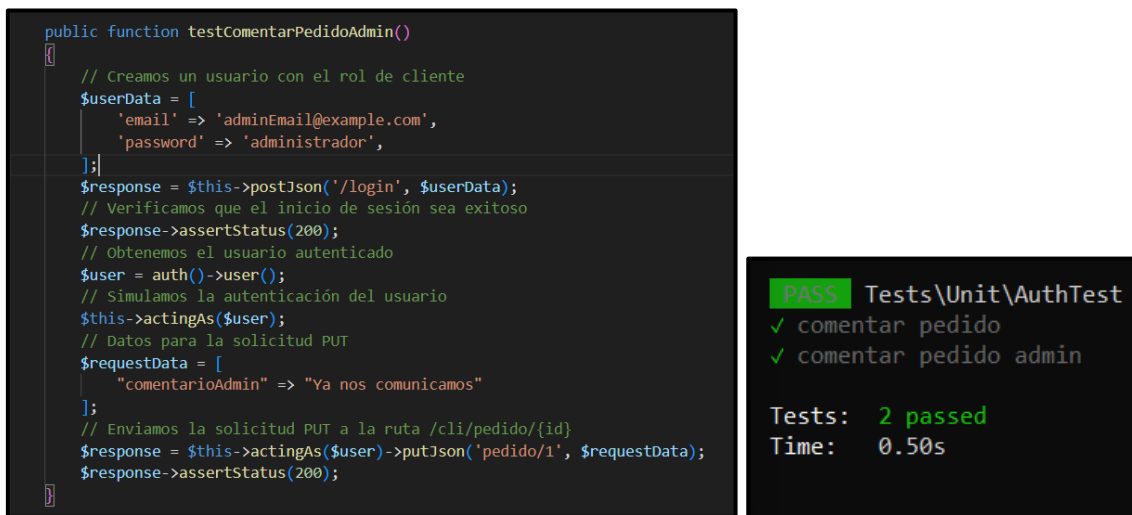 public function testComentarPedidoAdmin()
{
// Creamos un usuario con el rol de cliente
$userData = [
'email' => 'adminEmail@example.com',
'password' => 'administrador',
];
$response = $this->postJson('/login', $userData);
// Verificamos que el inicio de sesión sea exitoso
$response->assertStatus(200);
// Obtenemos el usuario autenticado
$user = auth()->user();
// Simulamos la autenticación del usuario
$this->actingAs($user);
// Datos para la solicitud PUT
$requestData = [
"comentarioAdmin" => "Ya nos comunicamos"
];
// Enviamos la solicitud PUT a la ruta /cli/pedido/{id}
$response = $this->actingAs($user)->putJson('pedido/1', $requestData);
$response->assertStatus(200);
}
PASS Tests\Unit\AuthTest
✓ comentar pedido
✓ comentar pedido admin
Tests: 2 passed
Time: 0.50s